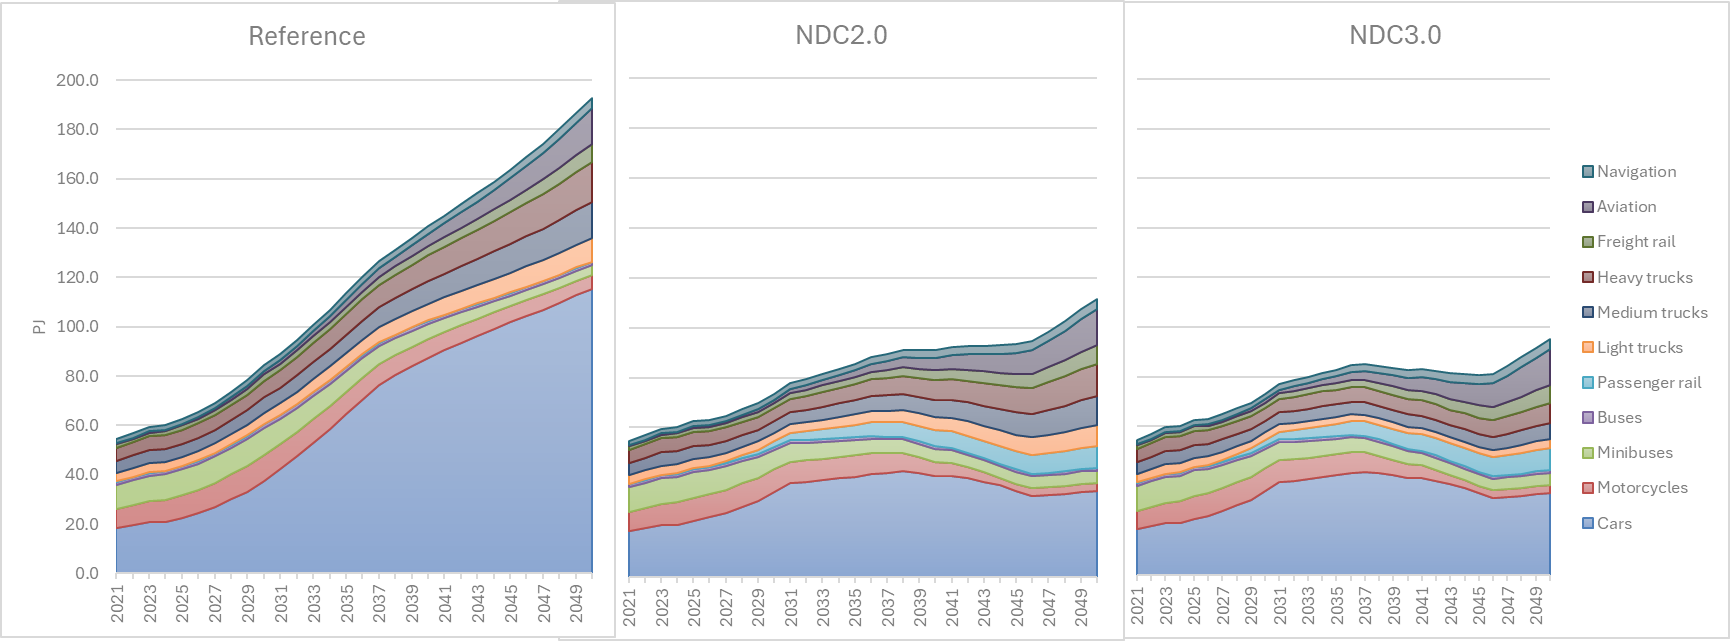 Reference
NDC2.0
NDC3.0
200.0
180.0
160.0
140.0
120.0
100.0
80.0
60.0
40.0
20.0
0.0
PJ
2021 2023 2025 2027 2029 2031 2033 2035 2037 2039 2041 2043 2045 2047 2049
2021 2023 2025 2027 2029 2031 2033 2035 2037 2039 2041 2043 2045 2047 2049
2021 2023 2025 2027 2029 2031 2033 2035 2037 2039 2041 2043 2045 2047 2049
Navigation
Aviation
Freight rail
Heavy trucks
Medium trucks
Light trucks
Passenger rail
Buses
Minibuses
Motorcycles
Cars